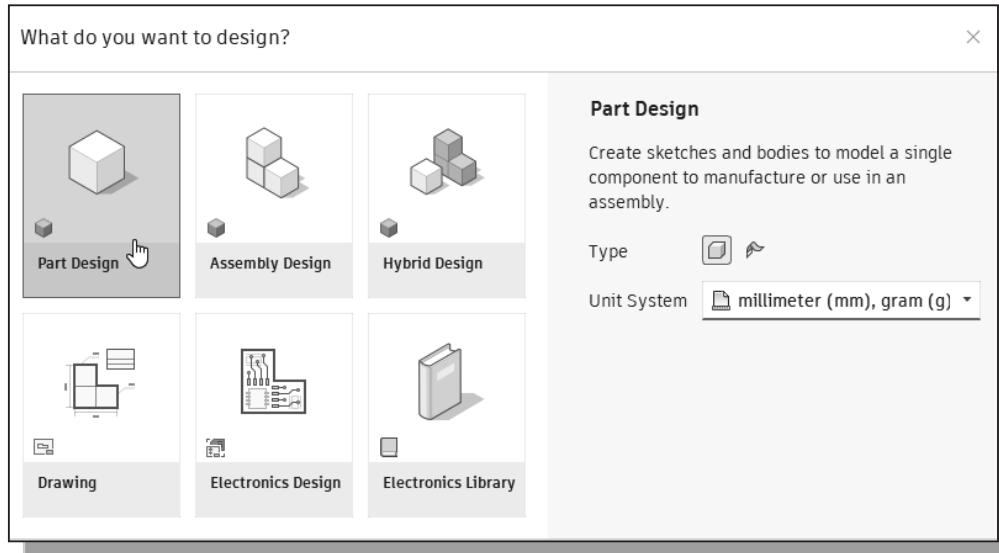 What do you want to design?
Part Design
Assembly Design
Hybrid Design
Drawing
Electronics Design
Electronics Library
Part Design
Create sketches and bodies to model a single
component to manufacture or use in an
assembly.
Type
Unit System
millimeter (mm), gram (g)